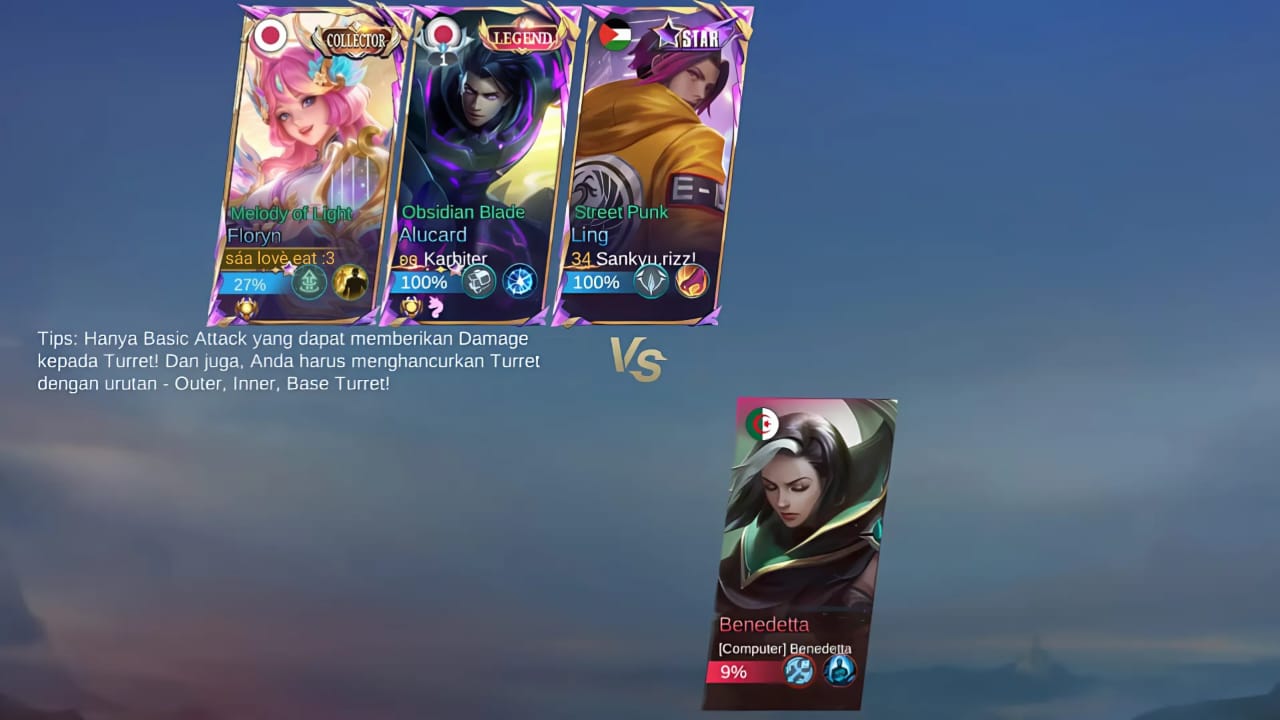 COLLECTOR
LEGEND
STAR
1
E-L
Melody of Light
Floryn
sáa lovè eat :3
27%
Obsidian Blade
Alucard
Karbiter
100%
Street Punk
Ling
34 Sankyu,rizz!
100%
Tips: Hanya Basic Attack yang dapat memberikan Damage
kepada Turret! Dan juga, Anda harus menghancurkan Turret
dengan urutan - Outer, Inner, Base Turret!
VS
Benedetta
[Computer] Benedetta
9%